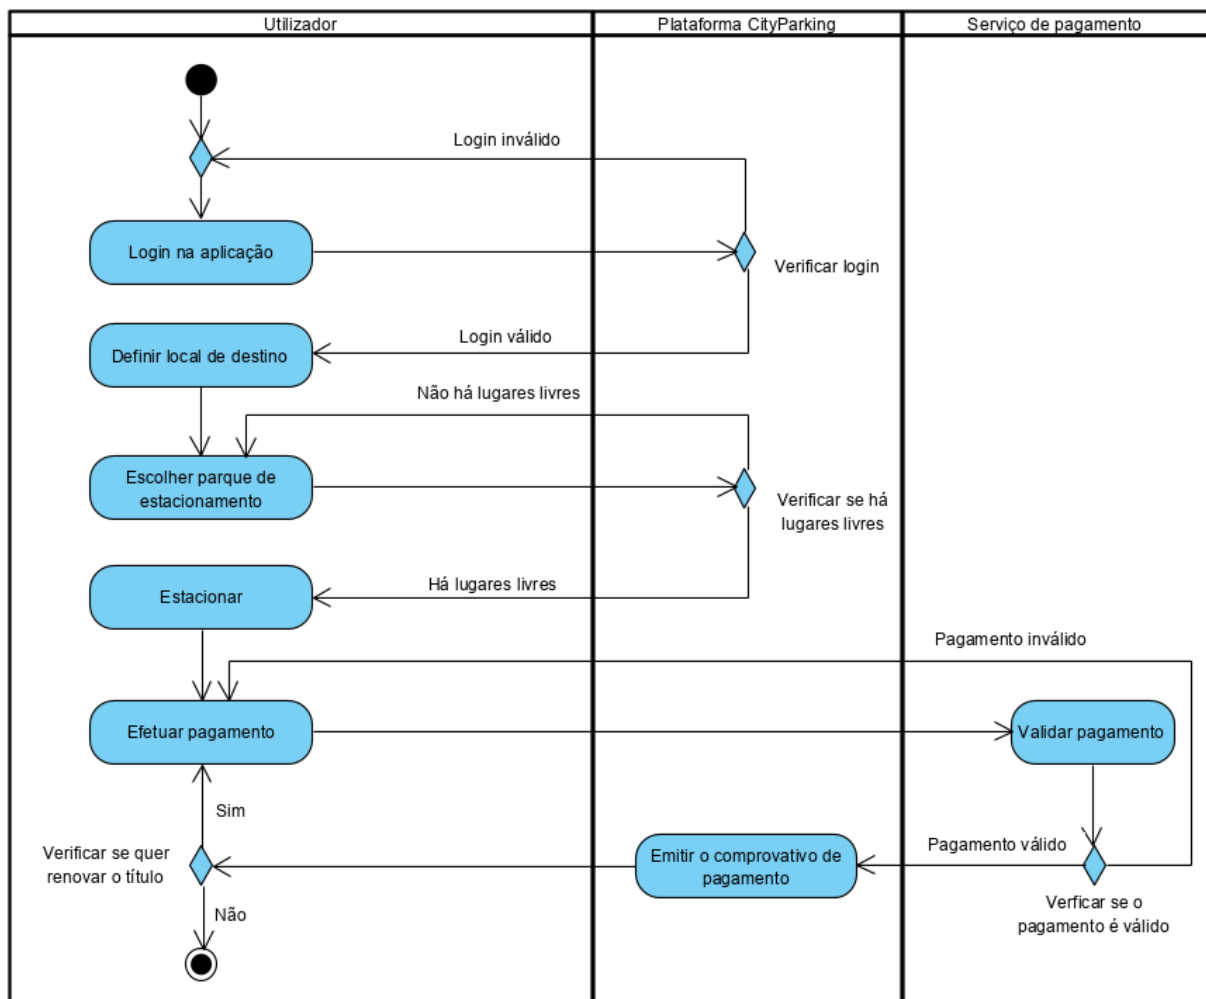 Utilizador
Plataforma CityParking
Serviço de pagamento
Login inválido
Login na aplicação
Verificar login
Login válido
Definir local de destino
Não há lugares livres
Escolher parque de
estacionamento
Verificar se há
lugares livres
Há lugares livres
Estacionar
Pagamento inválido
Efetuar pagamento
Validar pagamento
Sim
Verificar se quer
renovar o título
Emitir o comprovativo de
pagamento
Pagamento válido
Verficar se o
pagamento é válido
Não